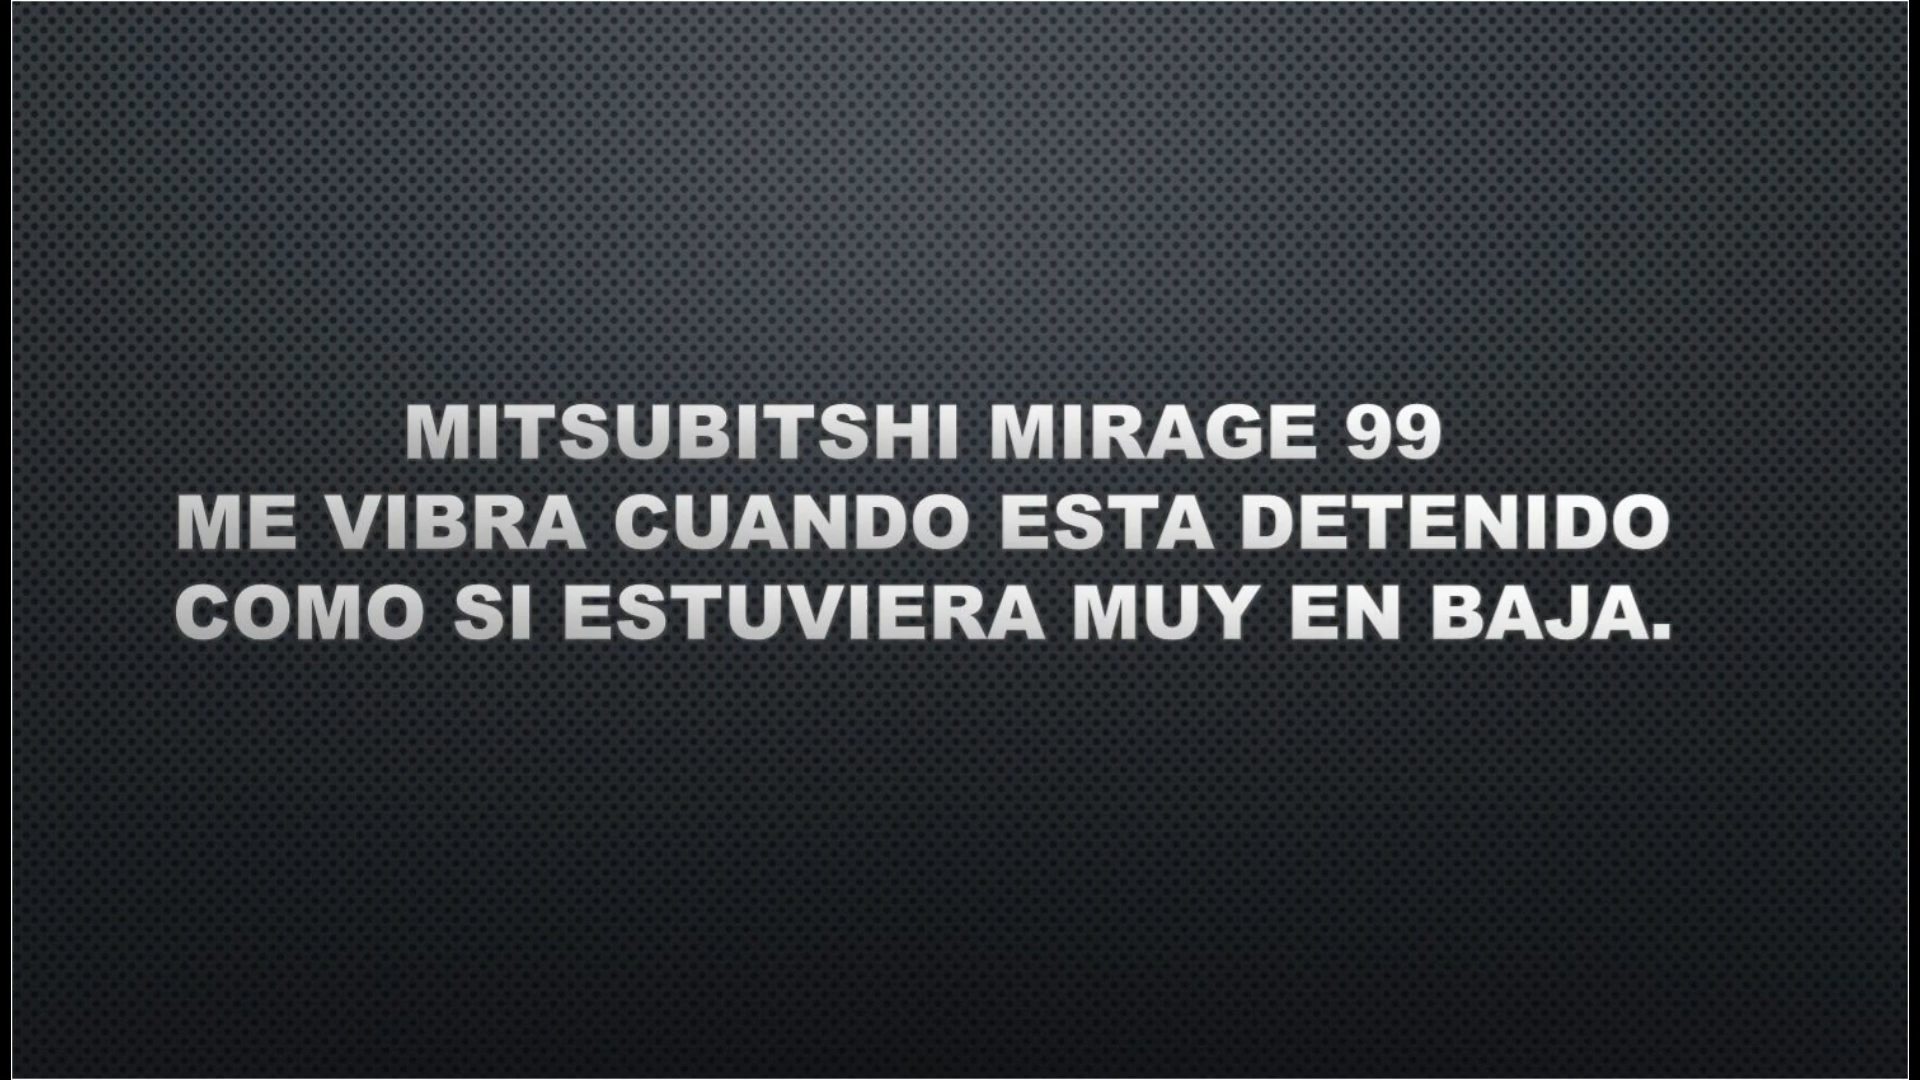 MITSUBITSHI MIRAGE 99
ME VIBRA CUANDO ESTA DETENIDO
COMO SI ESTUVIERA MUY EN BAJA.